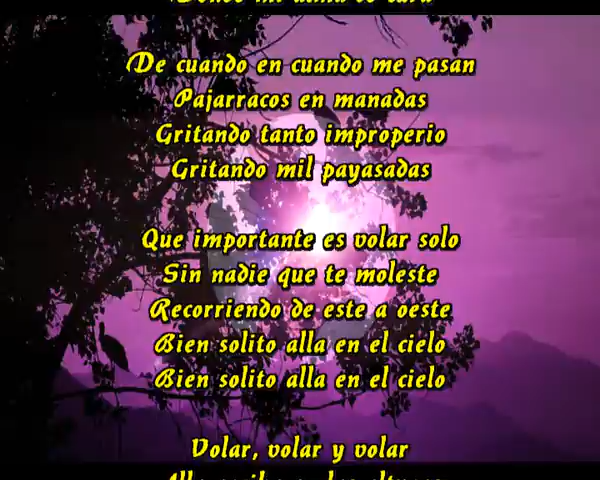 De cuando en cuando me pasan
Pajarracos en manadas
Gritando tanto improperio
Gritando mil payasadas
Que importante es volar solo
Sin nadie que te moleste
Recorriendo de este a oeste
Bien solito alla en el cielo
Bien solito alla en el cielo
Volar, volar y volar